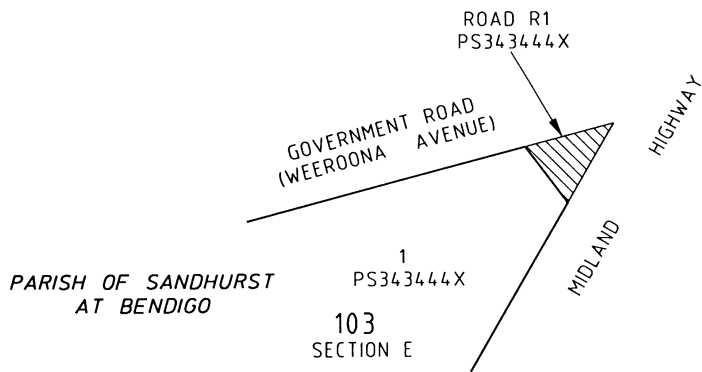 ROAD R1
PS343444X
GOVERNMENT ROAD
(WEEROONA AVENUE)
HIGHWAY
MIDLAND
1
PS343444X
PARISH OF SANDHURST
AT BENDIGO
103
SECTION E